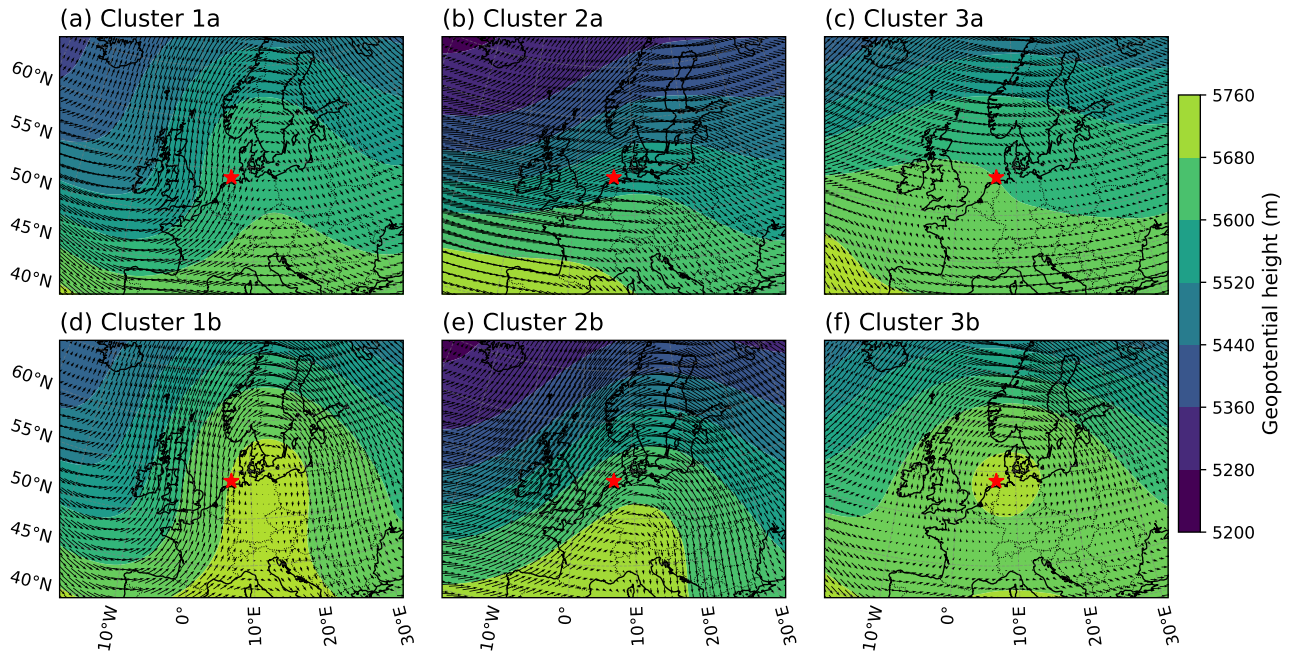 (a) Cluster 1a
(b) Cluster 2a
(c) Cluster 3a
60°N
55°N
50°N
45°N
40°N
(d) Cluster 1b
(e) Cluster 2b
(f) Cluster 3b
60°N
55°N
50°N
45°N
40°N
10°W
0°
10°E
20°E
30°E
10°W
0°
10°E
20°E
30°E
10°W
0°
10°E
20°E
30°E
5760
5680
5600
5520
5440
5360
5280
5200
Geopotential height (m)